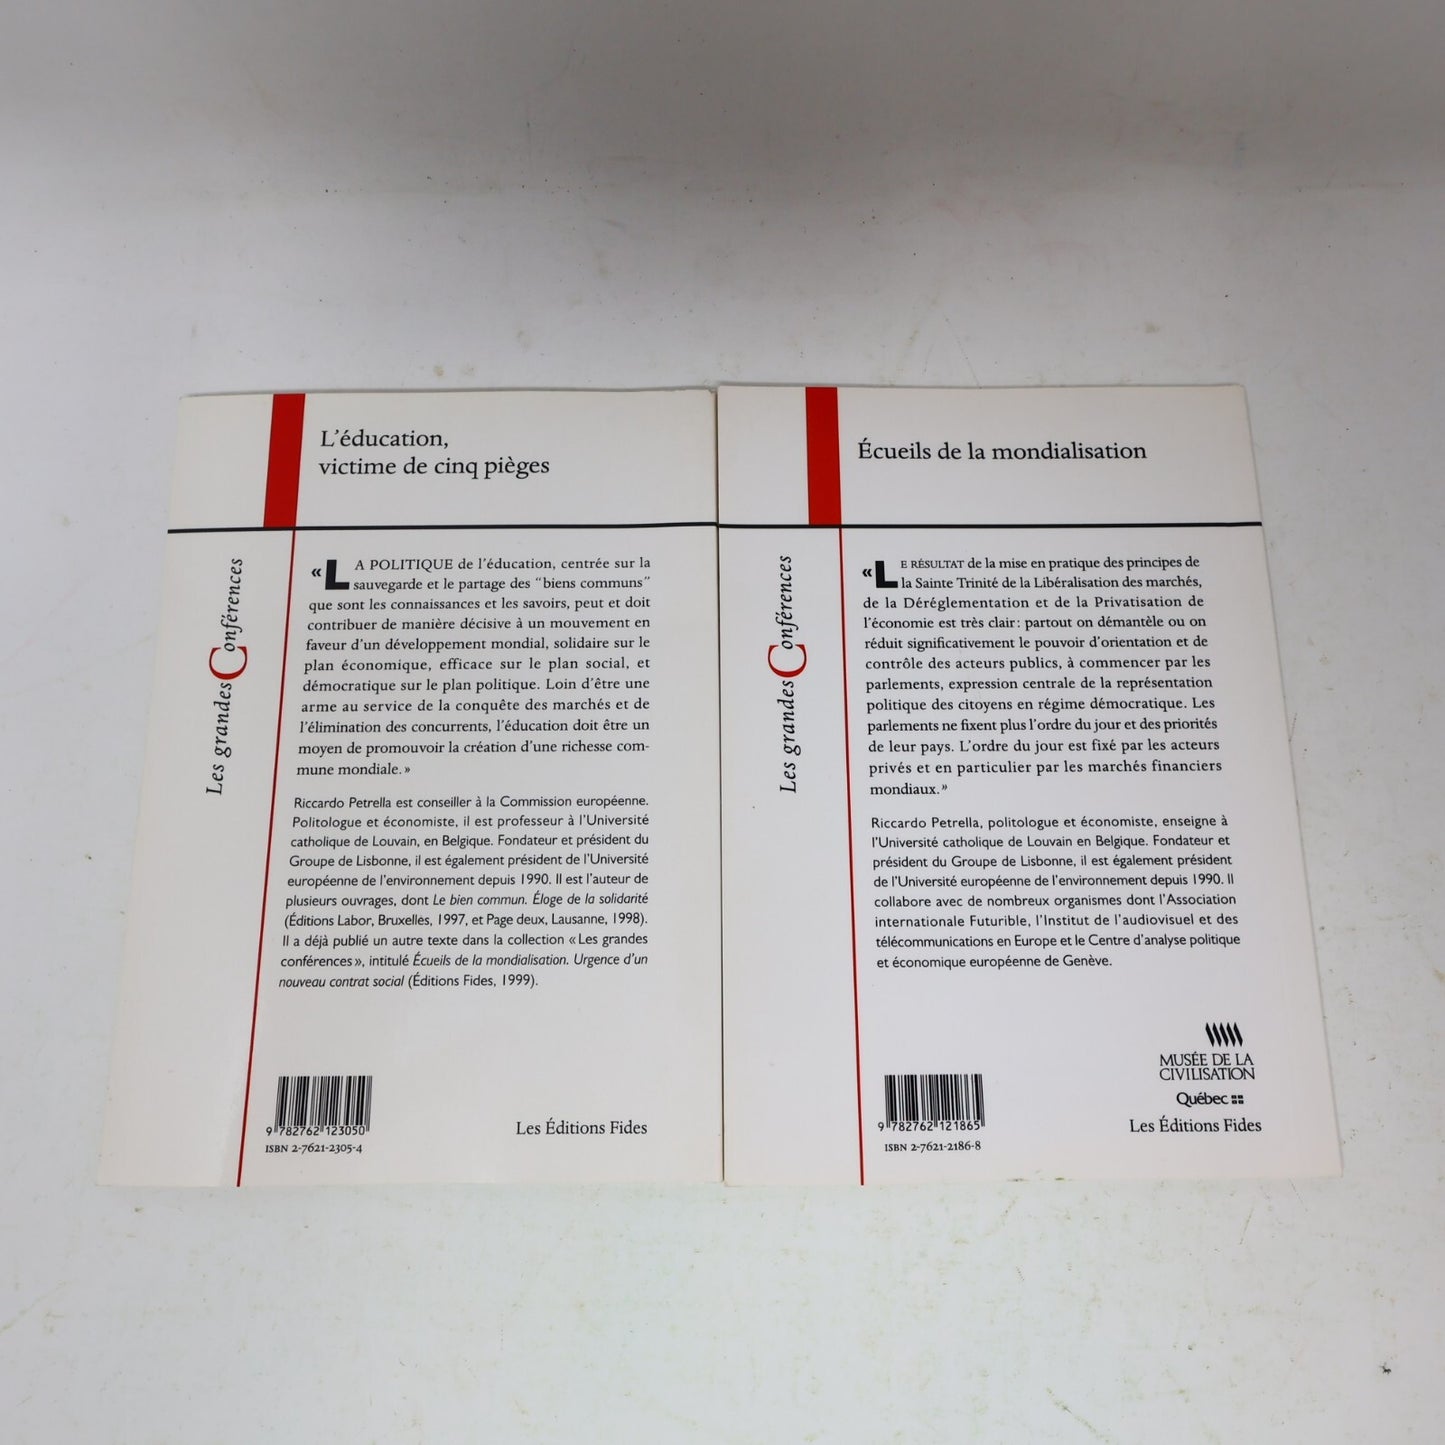 L'éducation,
victime de cinq pièges
Les grandes Conférences
« LA POLITIQUE de l'éducation, centrée sur la
sauvegarde et le partage des "biens communs"
que sont les connaissances et les savoirs, peut et doit
contribuer de manière décisive à un mouvement en
faveur d'un développement mondial, solidaire sur le
plan économique, efficace sur le plan social, et
démocratique sur le plan politique. Loin d'être une
arme au service de la conquête des marchés et de
l'élimination des concurrents, l'éducation doit être un
moyen de promouvoir la création d'une richesse com-
mune mondiale. »
Riccardo Petrella est conseiller à la Commission européenne.
Politologue et économiste, il est professeur à l'Université
catholique de Louvain, en Belgique. Fondateur et président du
Groupe de Lisbonne, il est également président de l'Université
européenne de l'environnement depuis 1990. Il est l'auteur de
plusieurs ouvrages, dont Le bien commun. Éloge de la solidarité
(Éditions Labor, Bruxelles, 1997, et Page deux, Lausanne, 1998).
Il a déjà publié un autre texte dans la collection « Les grandes
conférences », intitulé Écueils de la mondialisation. Urgence d'un
nouveau contrat social (Éditions Fides, 1999).
9 782762 123050
ISBN 2-7621-2305-4
Les Éditions Fides
Écueils de la mondialisation
Les grandes Conférences
« LE RÉSULTAT de la mise en pratique des principes de
la Sainte Trinité de la Libéralisation des marchés,
de la Déréglementation et de la Privatisation de
l'économie est très clair : partout on démantèle ou on
réduit significativement le pouvoir d'orientation et de
contrôle des acteurs publics, à commencer par les
parlements, expression centrale de la représentation
politique des citoyens en régime démocratique. Les
parlements ne fixent plus l'ordre du jour et des priorités
de leur pays. L'ordre du jour est fixé par les acteurs
privés et en particulier par les marchés financiers
mondiaux. »
Riccardo Petrella, politologue et économiste, enseigne à
l'Université catholique de Louvain en Belgique. Fondateur et
président du Groupe de Lisbonne, il est également président
de l'Université européenne de l'environnement depuis 1990. Il
collabore avec de nombreux organismes dont l'Association
internationale Futurible, l'Institut de l'audiovisuel et des
télécommunications en Europe et le Centre d'analyse politique
et économique européenne de Genève.
MUSÉE DE LA
CIVILISATION
Québec
9 782762 121865
ISBN 2-7621-2186-8
Les Éditions Fides